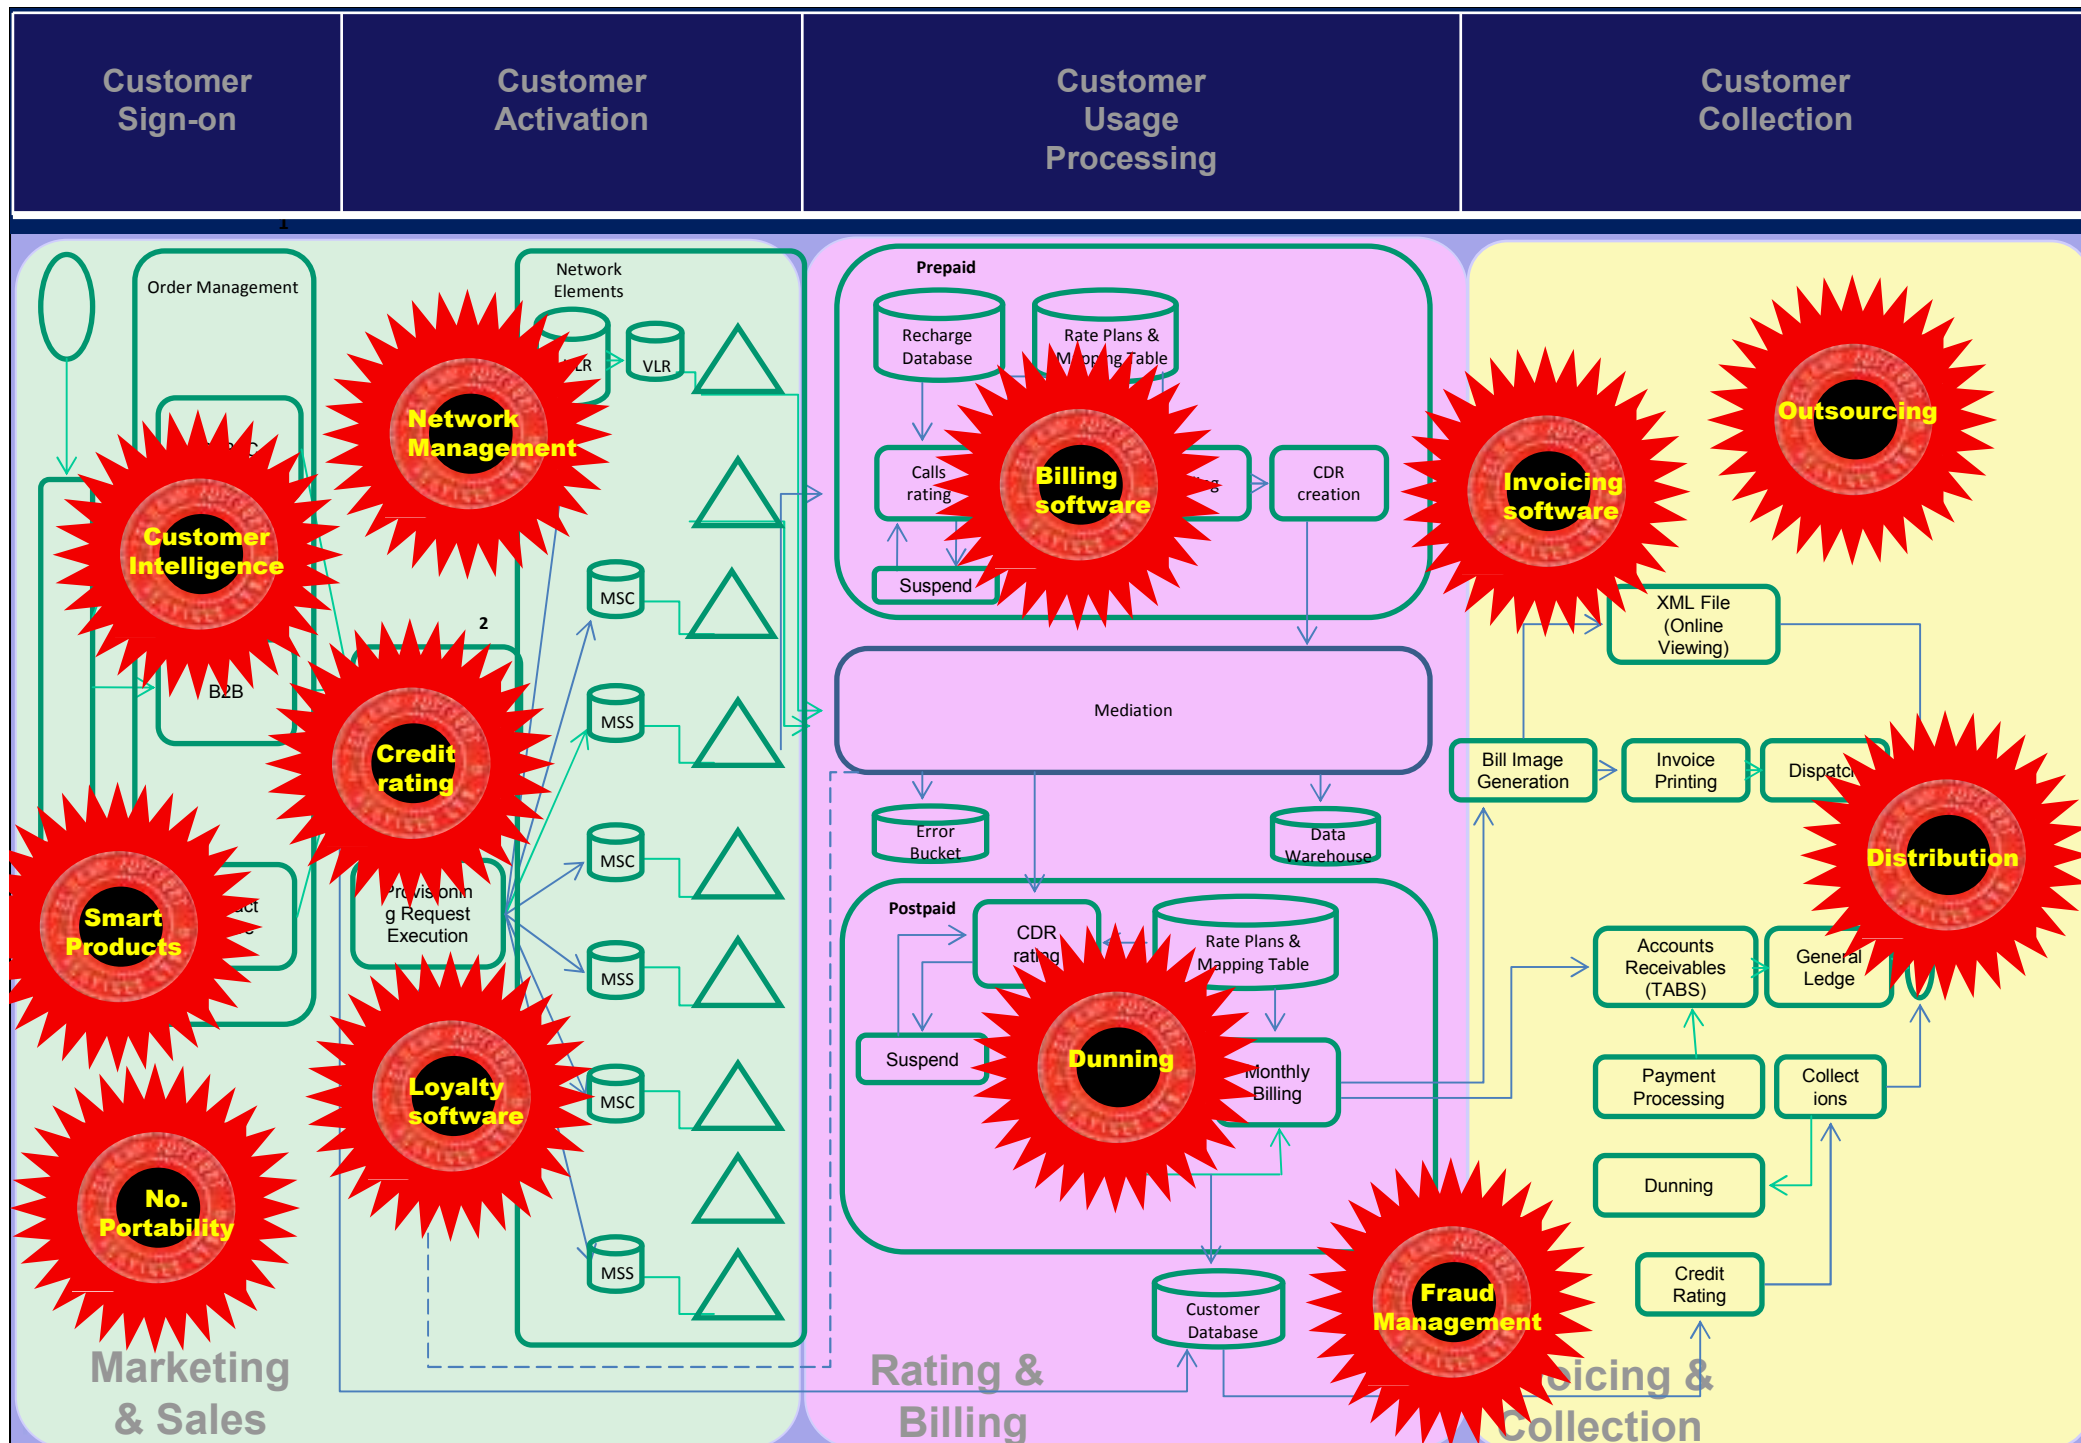 Customer
Sign-on
Customer
Activation
Customer
Usage
Processing
Customer
Collection
1
Order Management
B2B
Customer
Intelligence
Smart
Products
No.
Portability
Network
Elements
VLR
Network
Management
2
Credit
rating
g Request
Execution
Loyalty
software
MSC
MSS
MSC
MSS
MSC
MSS
Marketing
& Sales
Prepaid
Recharge
Database
Rate Plans &
Mapping Table
Calls
rating
Billing
software
CDR
creation
Suspend
Mediation
Error
Bucket
Data
Warehouse
Postpaid
CDR
rating
Rate Plans &
Mapping Table
Suspend
Dunning
Monthly
Billing
Customer
Database
Rating &
Billing
Invoicing
software
Outsourcing
XML File
(Online
Viewing)
Bill Image
Generation
Invoice
Printing
Dispatch
Distribution
Accounts
Receivables
(TABS)
General
Ledge
Payment
Processing
Collect
ions
Dunning
Credit
Rating
Fraud
Management
&
Collection